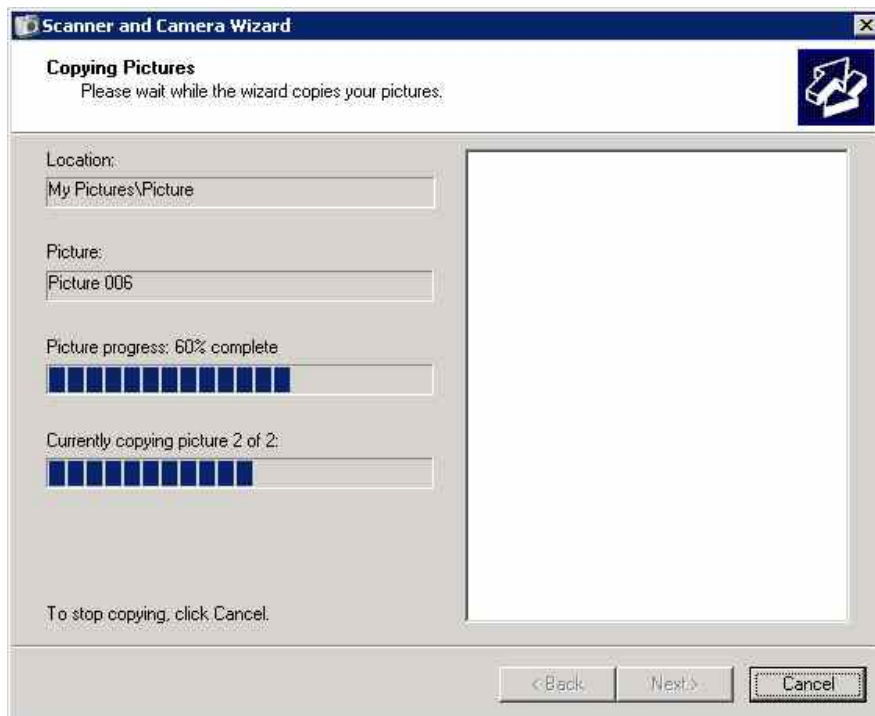 Scanner and Camera Wizard
Copying Pictures
Please wait while the wizard copies your pictures.
Location:
My Pictures\Picture
Picture:
Picture 006
Picture progress: 60% complete
Currently copying picture 2 of 2:
To stop copying, click Cancel.
< Back
Next >
Cancel